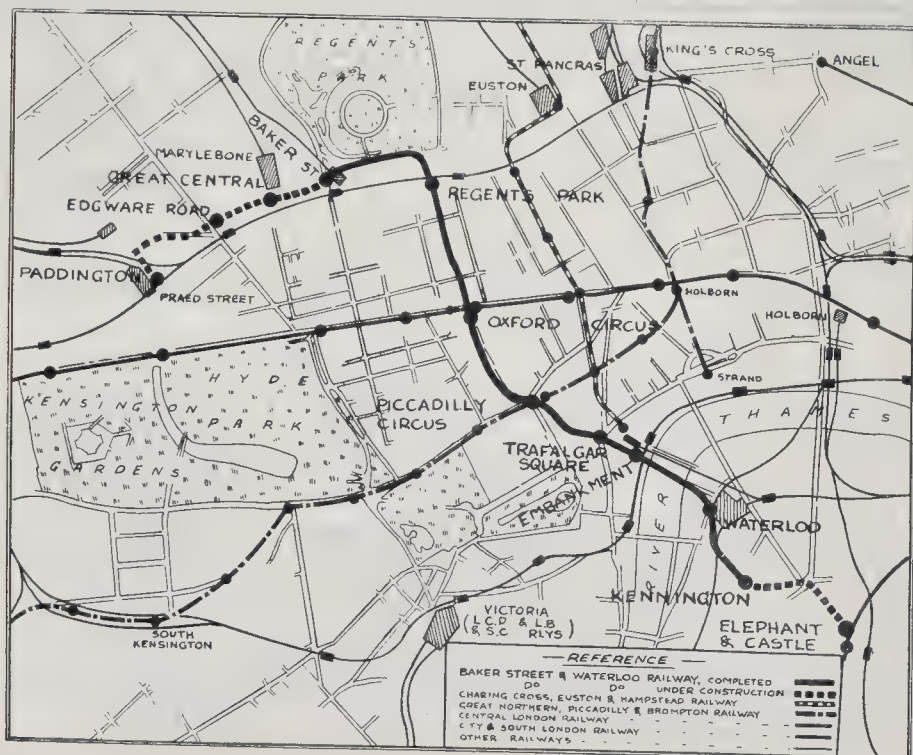 REGENT'S
PARK
KING'S CROSS
ST PANCRAS
EUSTON
ANGEL
BAKER ST
MARYLEBONE
GREAT CENTRAL
EDGWARE ROAD
REGENTS PARK
PADDINGTON
PRAED STREET
HOLBORN
OXFORD CIRCUS
HOLBORN
STRAND
HYDE
PARK
KENSINGTON
GARDENS
PICCADILLY
CIRCUS
THAMES
TRAFALGAR
SQUARE
EMBANKMENT
RIVER
WATERLOO
KENNINGTON
VICTORIA
(L.C.D & L.B
& S.C RLYS)
ELEPHANT
& CASTLE
SOUTH
KENSINGTON
— REFERENCE —
BAKER STREET & WATERLOO RAILWAY, COMPLETED
DO DO UNDER CONSTRUCTION
CHARING CROSS, EUSTON & HAMPSTEAD RAILWAY
GREAT NORTHERN, PICCADILLY & BROMPTON RAILWAY
CENTRAL LONDON RAILWAY
CITY & SOUTH LONDON RAILWAY
OTHER RAILWAYS